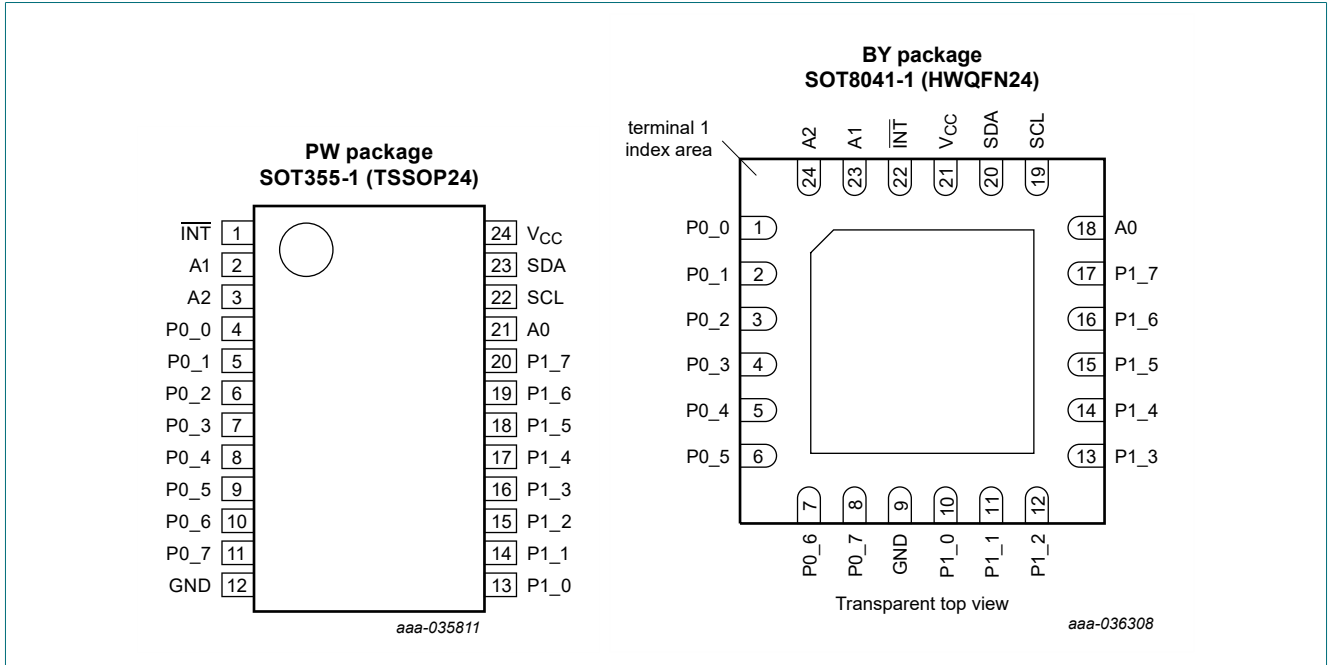 PW package
SOT355-1 (TSSOP24)
INT 1
A1 2
A2 3
P0_0 4
P0_1 5
P0_2 6
P0_3 7
P0_4 8
P0_5 9
P0_6 10
P0_7 11
GND 12
24 VCC
23 SDA
22 SCL
21 A0
20 P1_7
19 P1_6
18 P1_5
17 P1_4
16 P1_3
15 P1_2
14 P1_1
13 P1_0
aaa-035811
BY package
SOT8041-1 (HWQFN24)
terminal 1
index area
A2 A1 INT VCC SDA SCL
24 23 22 21 20 19
P0_0 1
P0_1 2
P0_2 3
P0_3 4
P0_4 5
P0_5 6
18 A0
17 P1_7
16 P1_6
15 P1_5
14 P1_4
13 P1_3
7 8 9 10 11 12
P0_6 P0_7 GND P1_0 P1_1 P1_2
Transparent top view
aaa-036308